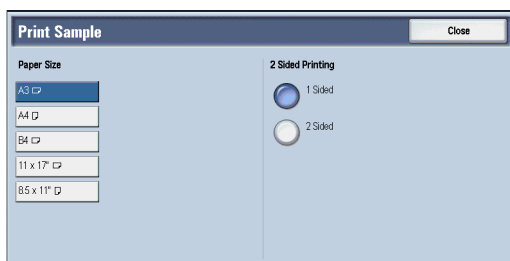 Print Sample
Close
Paper Size
2 Sided Printing
A3
1 Sided
A4
2 Sided
B4
11 x 17"
8.5 x 11"